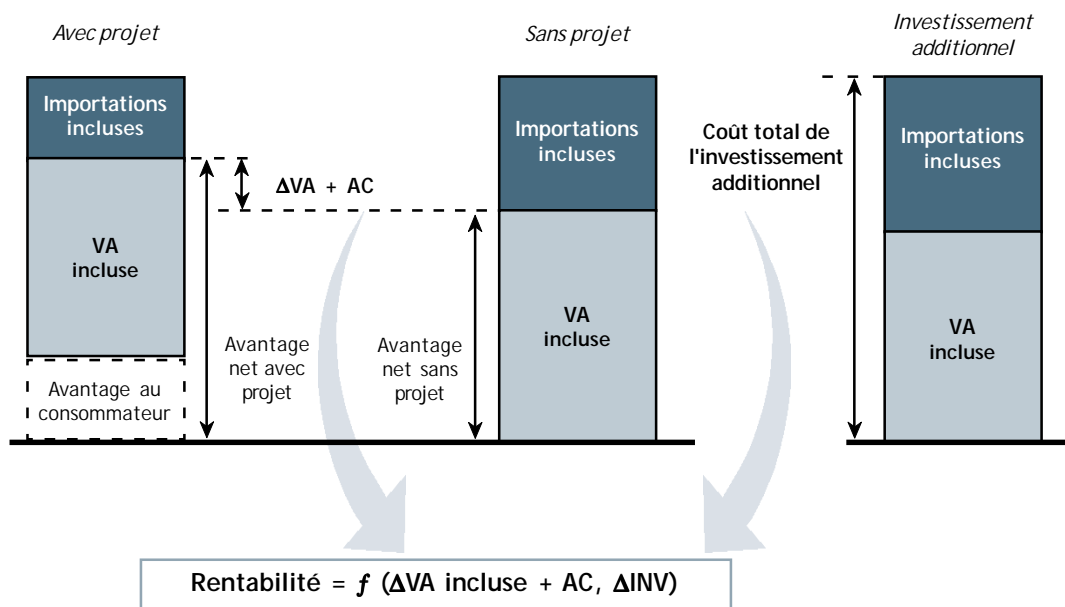 Avec projet
Sans projet
Investissement
additionnel
Importations
incluses
ΔVA + AC
VA
incluse
Avantage
net avec
projet
Avantage au
consommateur
Importations
incluses
Avantage
net sans
projet
VA
incluse
Coût total de
l'investissement
additionnel
Importations
incluses
VA
incluse
Rentabilité = ƒ (ΔVA incluse + AC, ΔINV)